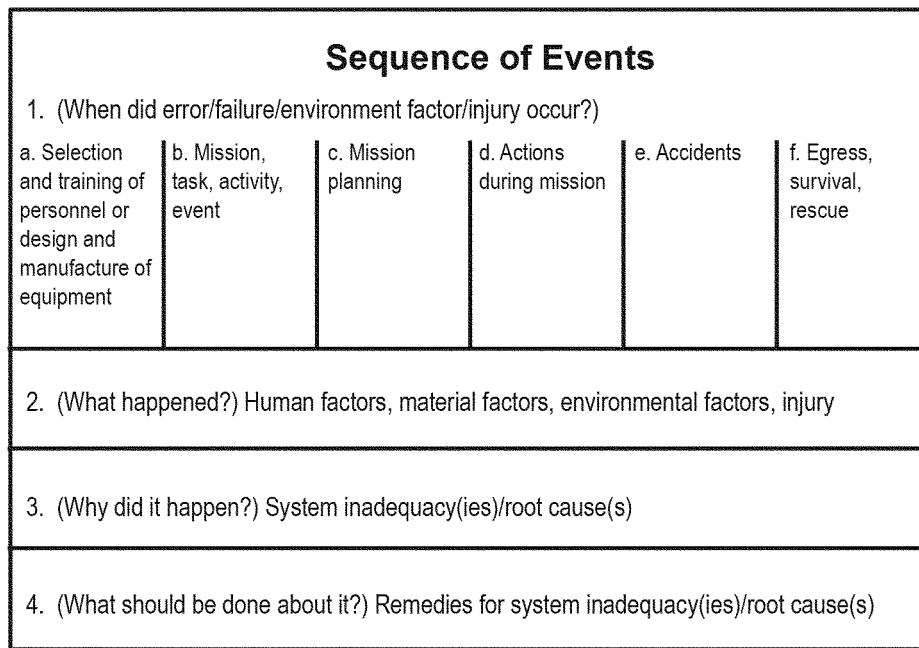 Sequence of Events
1. (When did error/failure/environment factor/injury occur?)
a. Selection
and training of
personnel or
design and
manufacture of
equipment
b. Mission,
task, activity,
event
c. Mission
planning
d. Actions
during mission
e. Accidents
f. Egress,
survival,
rescue
2. (What happened?) Human factors, material factors, environmental factors, injury
3. (Why did it happen?) System inadequacy(ies)/root cause(s)
4. (What should be done about it?) Remedies for system inadequacy(ies)/root cause(s)